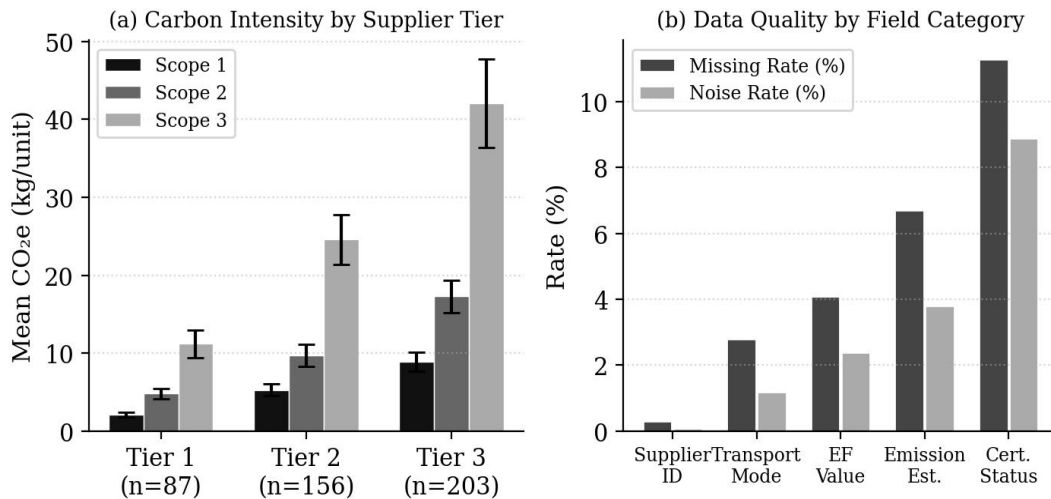 (a) Carbon Intensity by Supplier Tier
Mean CO₂e (kg/unit)
50
40
30
20
10
0
Scope 1
Scope 2
Scope 3
Tier 1
(n=87)
Tier 2
(n=156)
Tier 3
(n=203)
(b) Data Quality by Field Category
Rate (%)
10
8
6
4
2
0
Missing Rate (%)
Noise Rate (%)
Supplier
ID
Transport
Mode
EF
Value
Emission
Est.
Cert.
Status